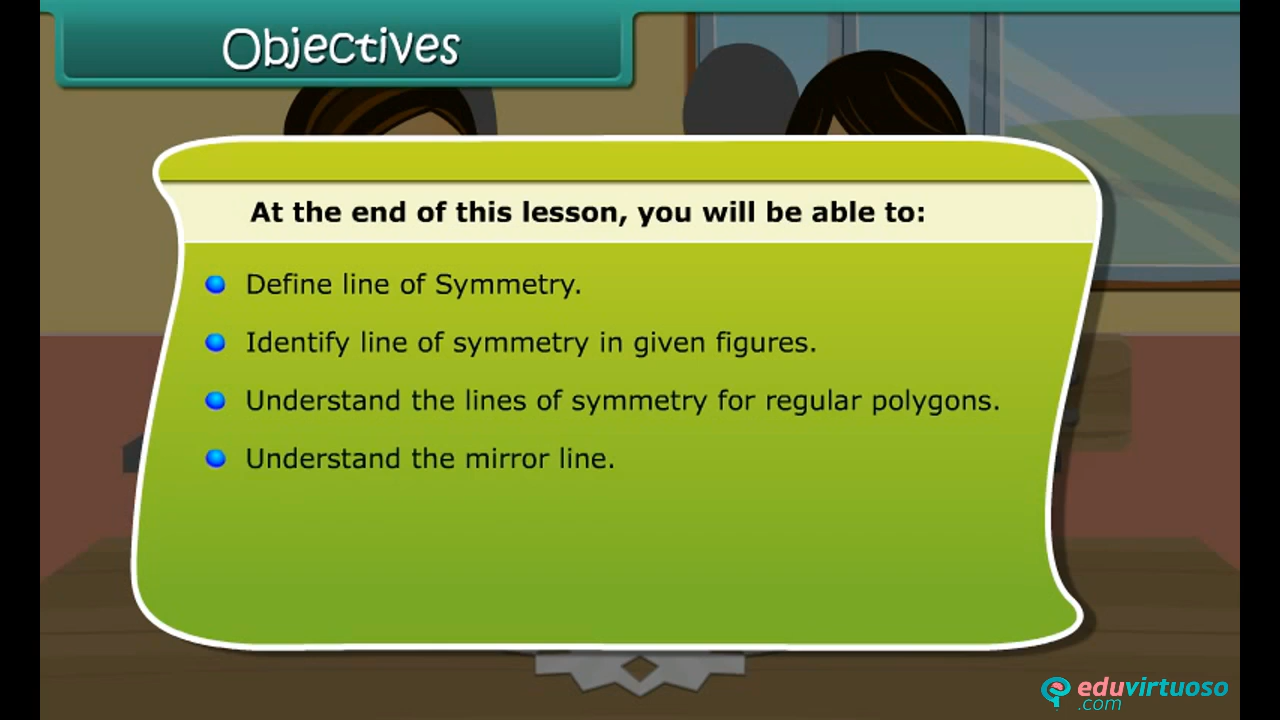 Objectives
At the end of this lesson, you will be able to:
Define line of Symmetry.
Identify line of symmetry in given figures.
Understand the lines of symmetry for regular polygons.
Understand the mirror line.
eduvirtuoso
.com